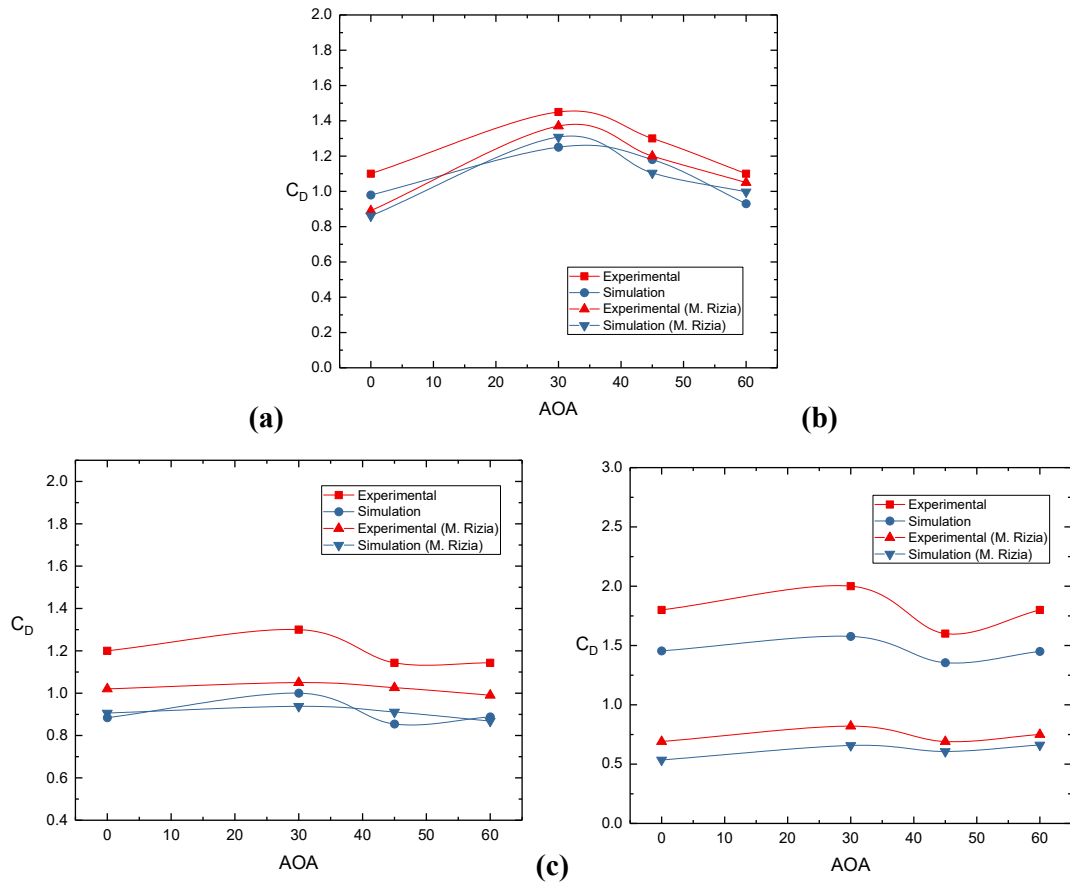 2.0
1.8
1.6
1.4
1.2
1.0
0.8
0.6
0.4
0.2
0.0
C_D
Experimental
Simulation
Experimental (M. Rizia)
Simulation (M. Rizia)
0 10 20 30 40 50 60
AOA
(a) (b)
2.0
1.8
1.6
1.4
1.2
1.0
0.8
0.6
0.4
C_D
Experimental
Simulation
Experimental (M. Rizia)
Simulation (M. Rizia)
0 10 20 30 40 50 60
AOA
3.0
2.5
2.0
1.5
1.0
0.5
0.0
C_D
Experimental
Simulation
Experimental (M. Rizia)
Simulation (M. Rizia)
0 10 20 30 40 50 60
AOA
(c)